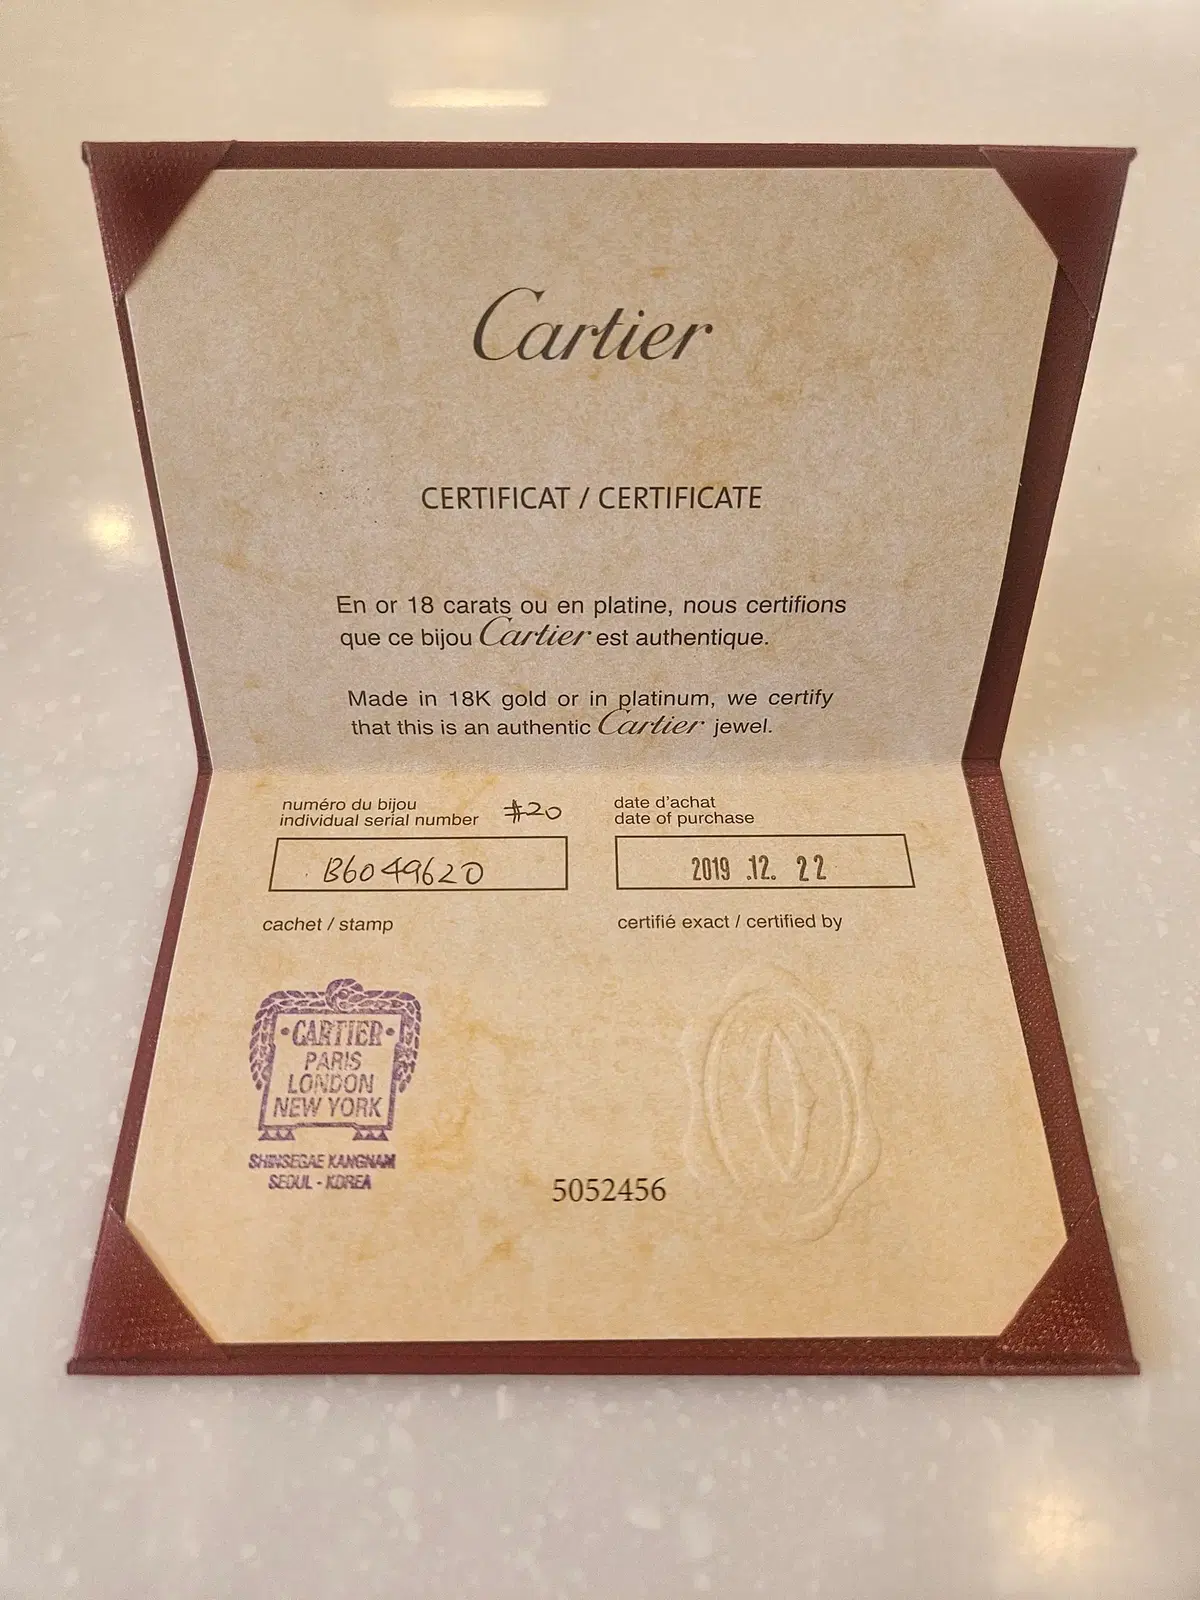 Cartier
CERTIFICAT / CERTIFICATE
En or 18 carats ou en platine, nous certifions
que ce bijou Cartier est authentique.
Made in 18K gold or in platinum, we certify
that this is an authentic Cartier jewel.
numéro du bijou
individual serial number #20
B6049620
date d'achat
date of purchase
2019 .12. 22
cachet / stamp
certifié exact / certified by
·CARTIER·
PARIS
LONDON
NEW YORK
SHINSEGAE KANGNAM
SEOUL - KOREA
5052456